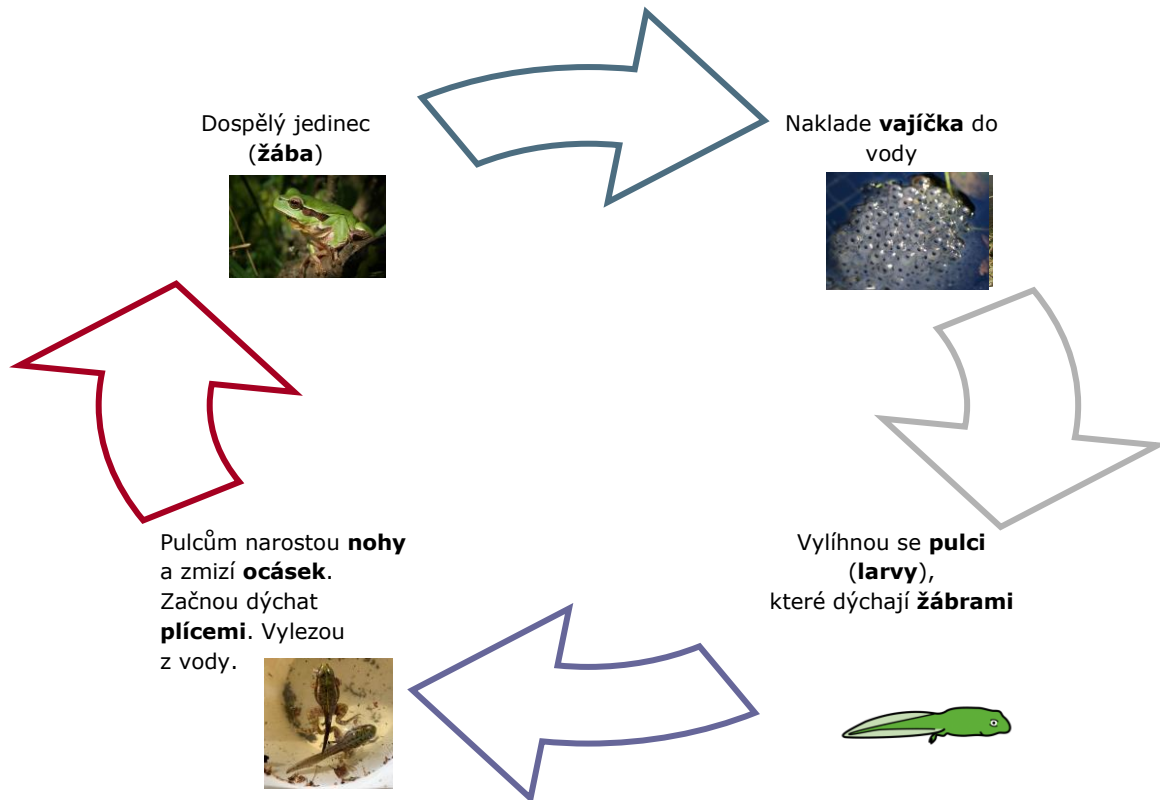 Dospělý jedinec
(žába)
Naklade vajíčka do
vody
Vylíhnou se pulci
(larvy),
které dýchají žábrami
Pulcům narostou nohy
a zmizí ocásek.
Začnou dýchat
plícemi. Vylezou
z vody.